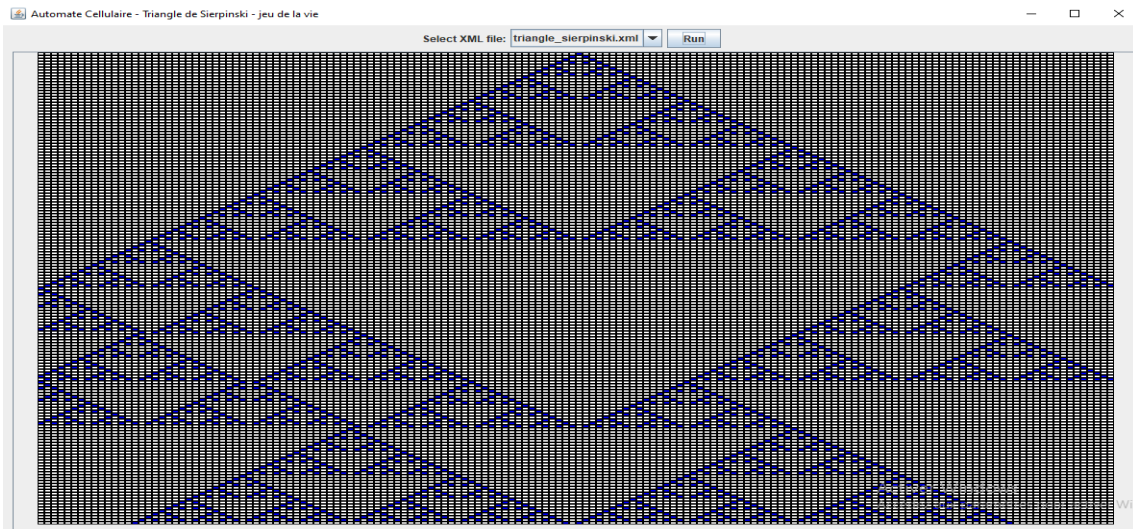 Automate Cellulaire - Triangle de Sierpinski - jeu de la vie
Select XML file: triangle_sierpinski.xml Run